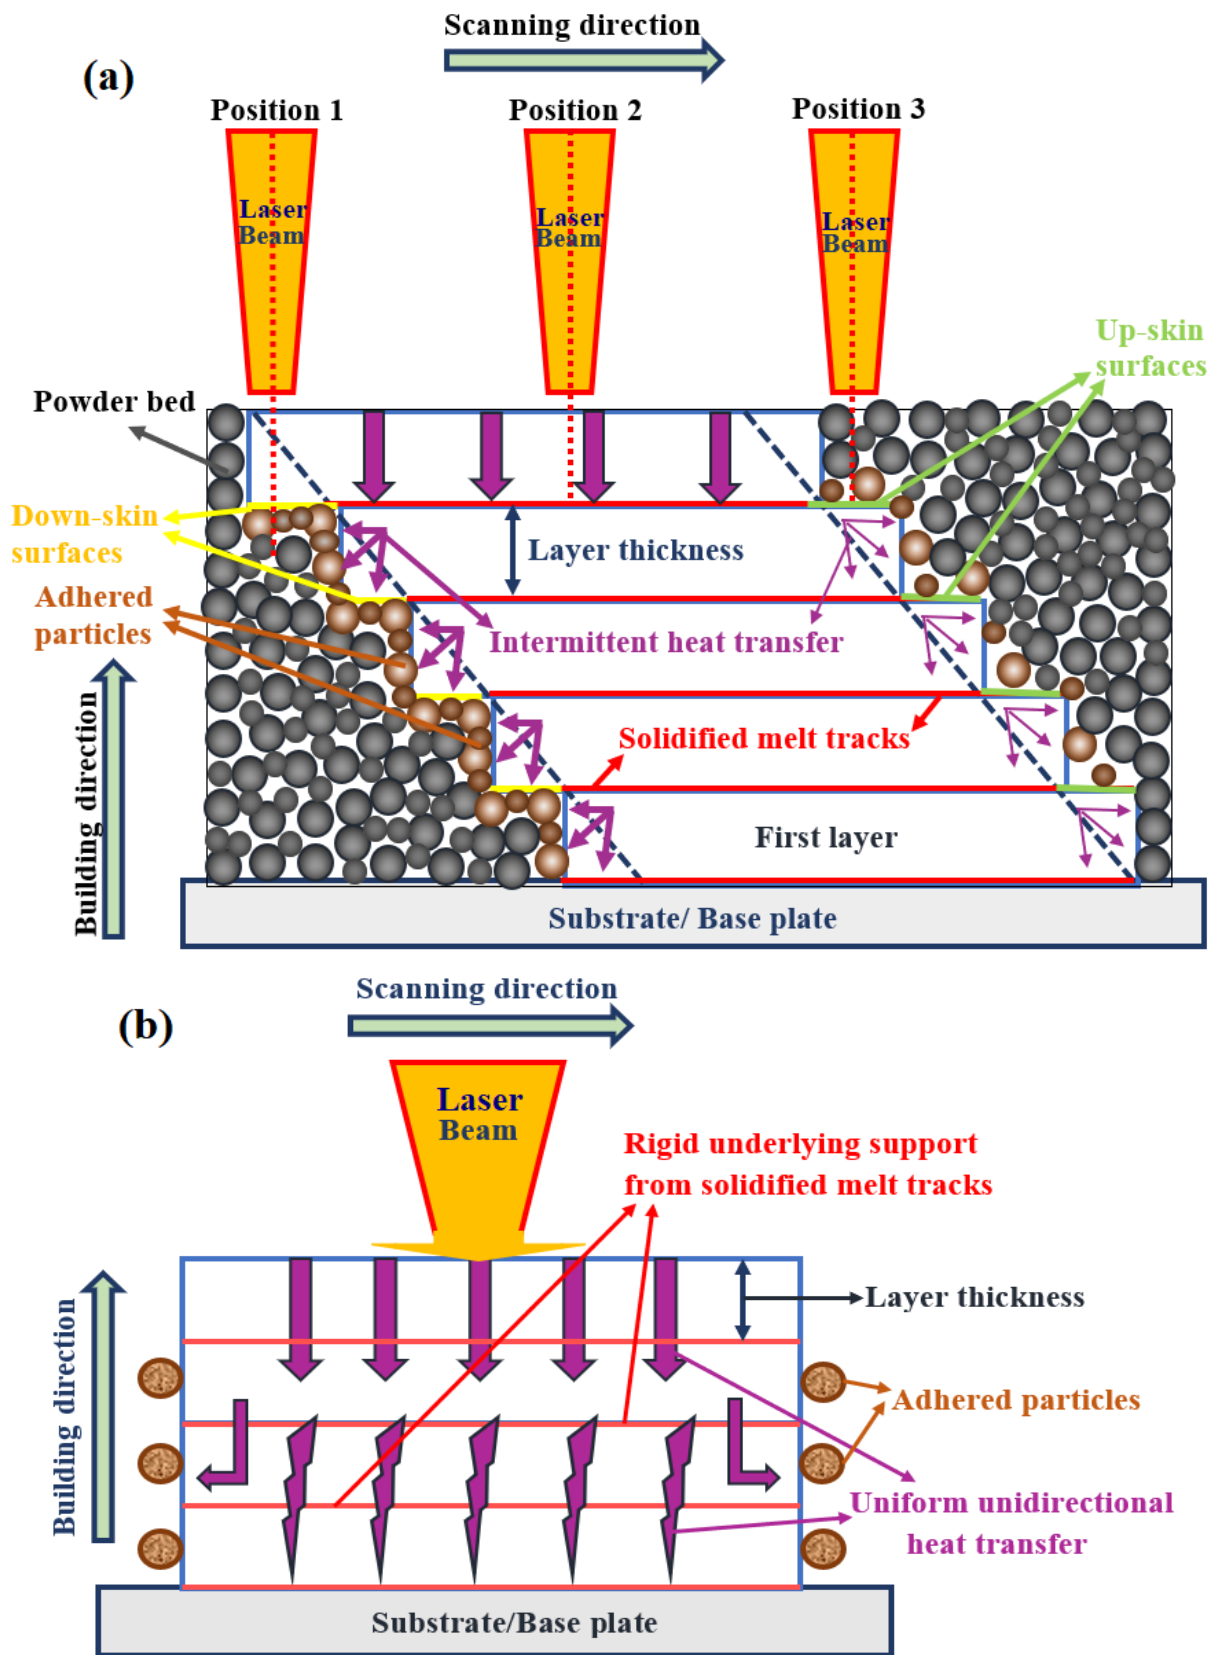 Scanning direction
(a)
Position 1
Position 2
Position 3
Laser
Beam
Laser
Beam
Laser
Beam
Up-skin
surfaces
Powder bed
Down-skin
surfaces
Layer thickness
Adhered
particles
Intermittent heat transfer
Solidified melt tracks
Building direction
First layer
Substrate/ Base plate
Scanning direction
(b)
Laser
Beam
Rigid underlying support
from solidified melt tracks
Layer thickness
Building direction
Adhered particles
Uniform unidirectional
heat transfer
Substrate/Base plate